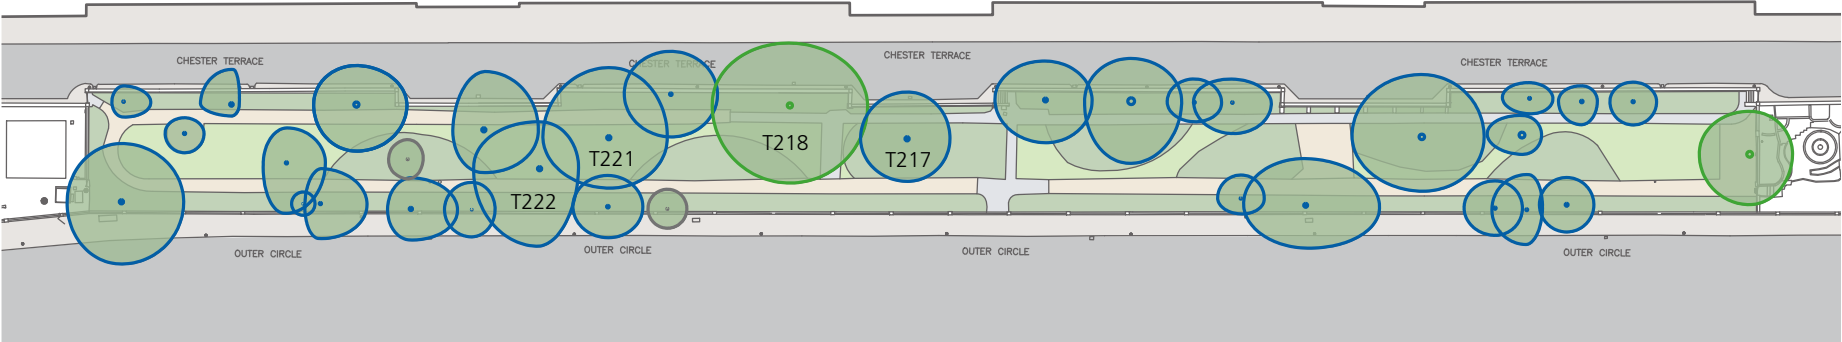 CHESTER TERRACE
CHESTER TERRACE
CHESTER TERRACE
CHESTER TERRACE
T218
T221
T217
T222
OUTER CIRCLE
OUTER CIRCLE
OUTER CIRCLE
OUTER CIRCLE